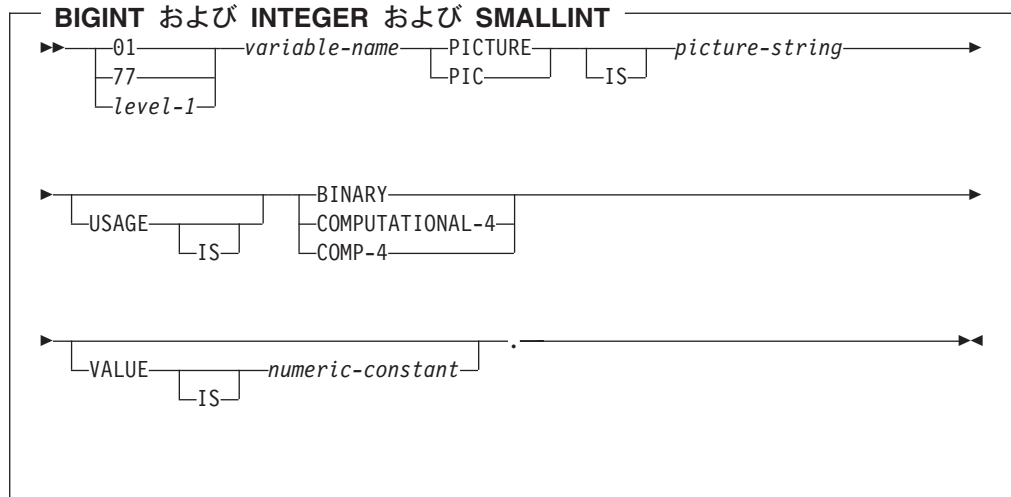 BIGINT および INTEGER および SMALLINT
01 variable-name PICTURE picture-string
77 PIC IS
level-1
BINARY
USAGE COMPUTATIONAL-4
IS COMP-4
.
VALUE numeric-constant
IS